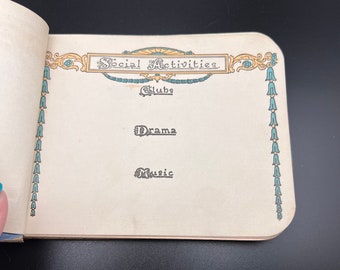 Social Activities
Clubs
Drama
Music